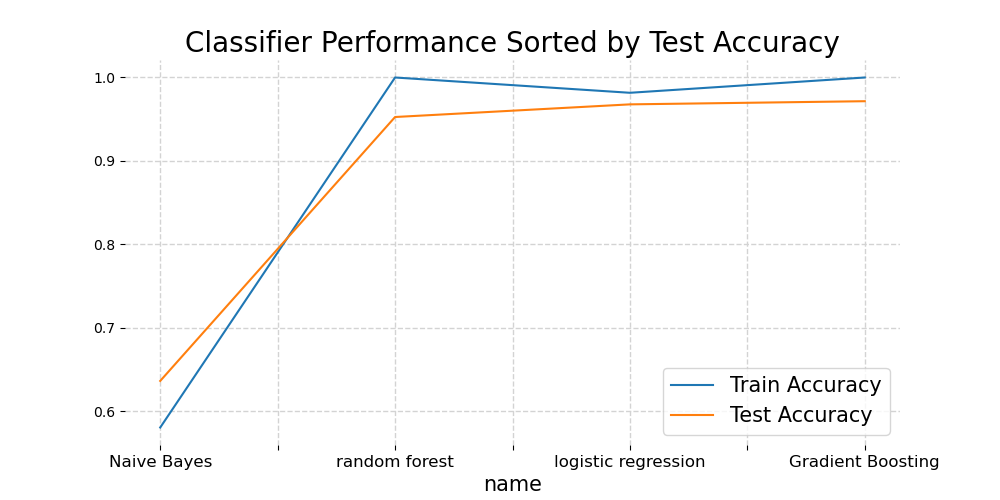 Classifier Performance Sorted by Test Accuracy
1.0
0.9
0.8
0.7
0.6
Train Accuracy
Test Accuracy
Naive Bayes random forest logistic regression Gradient Boosting
name